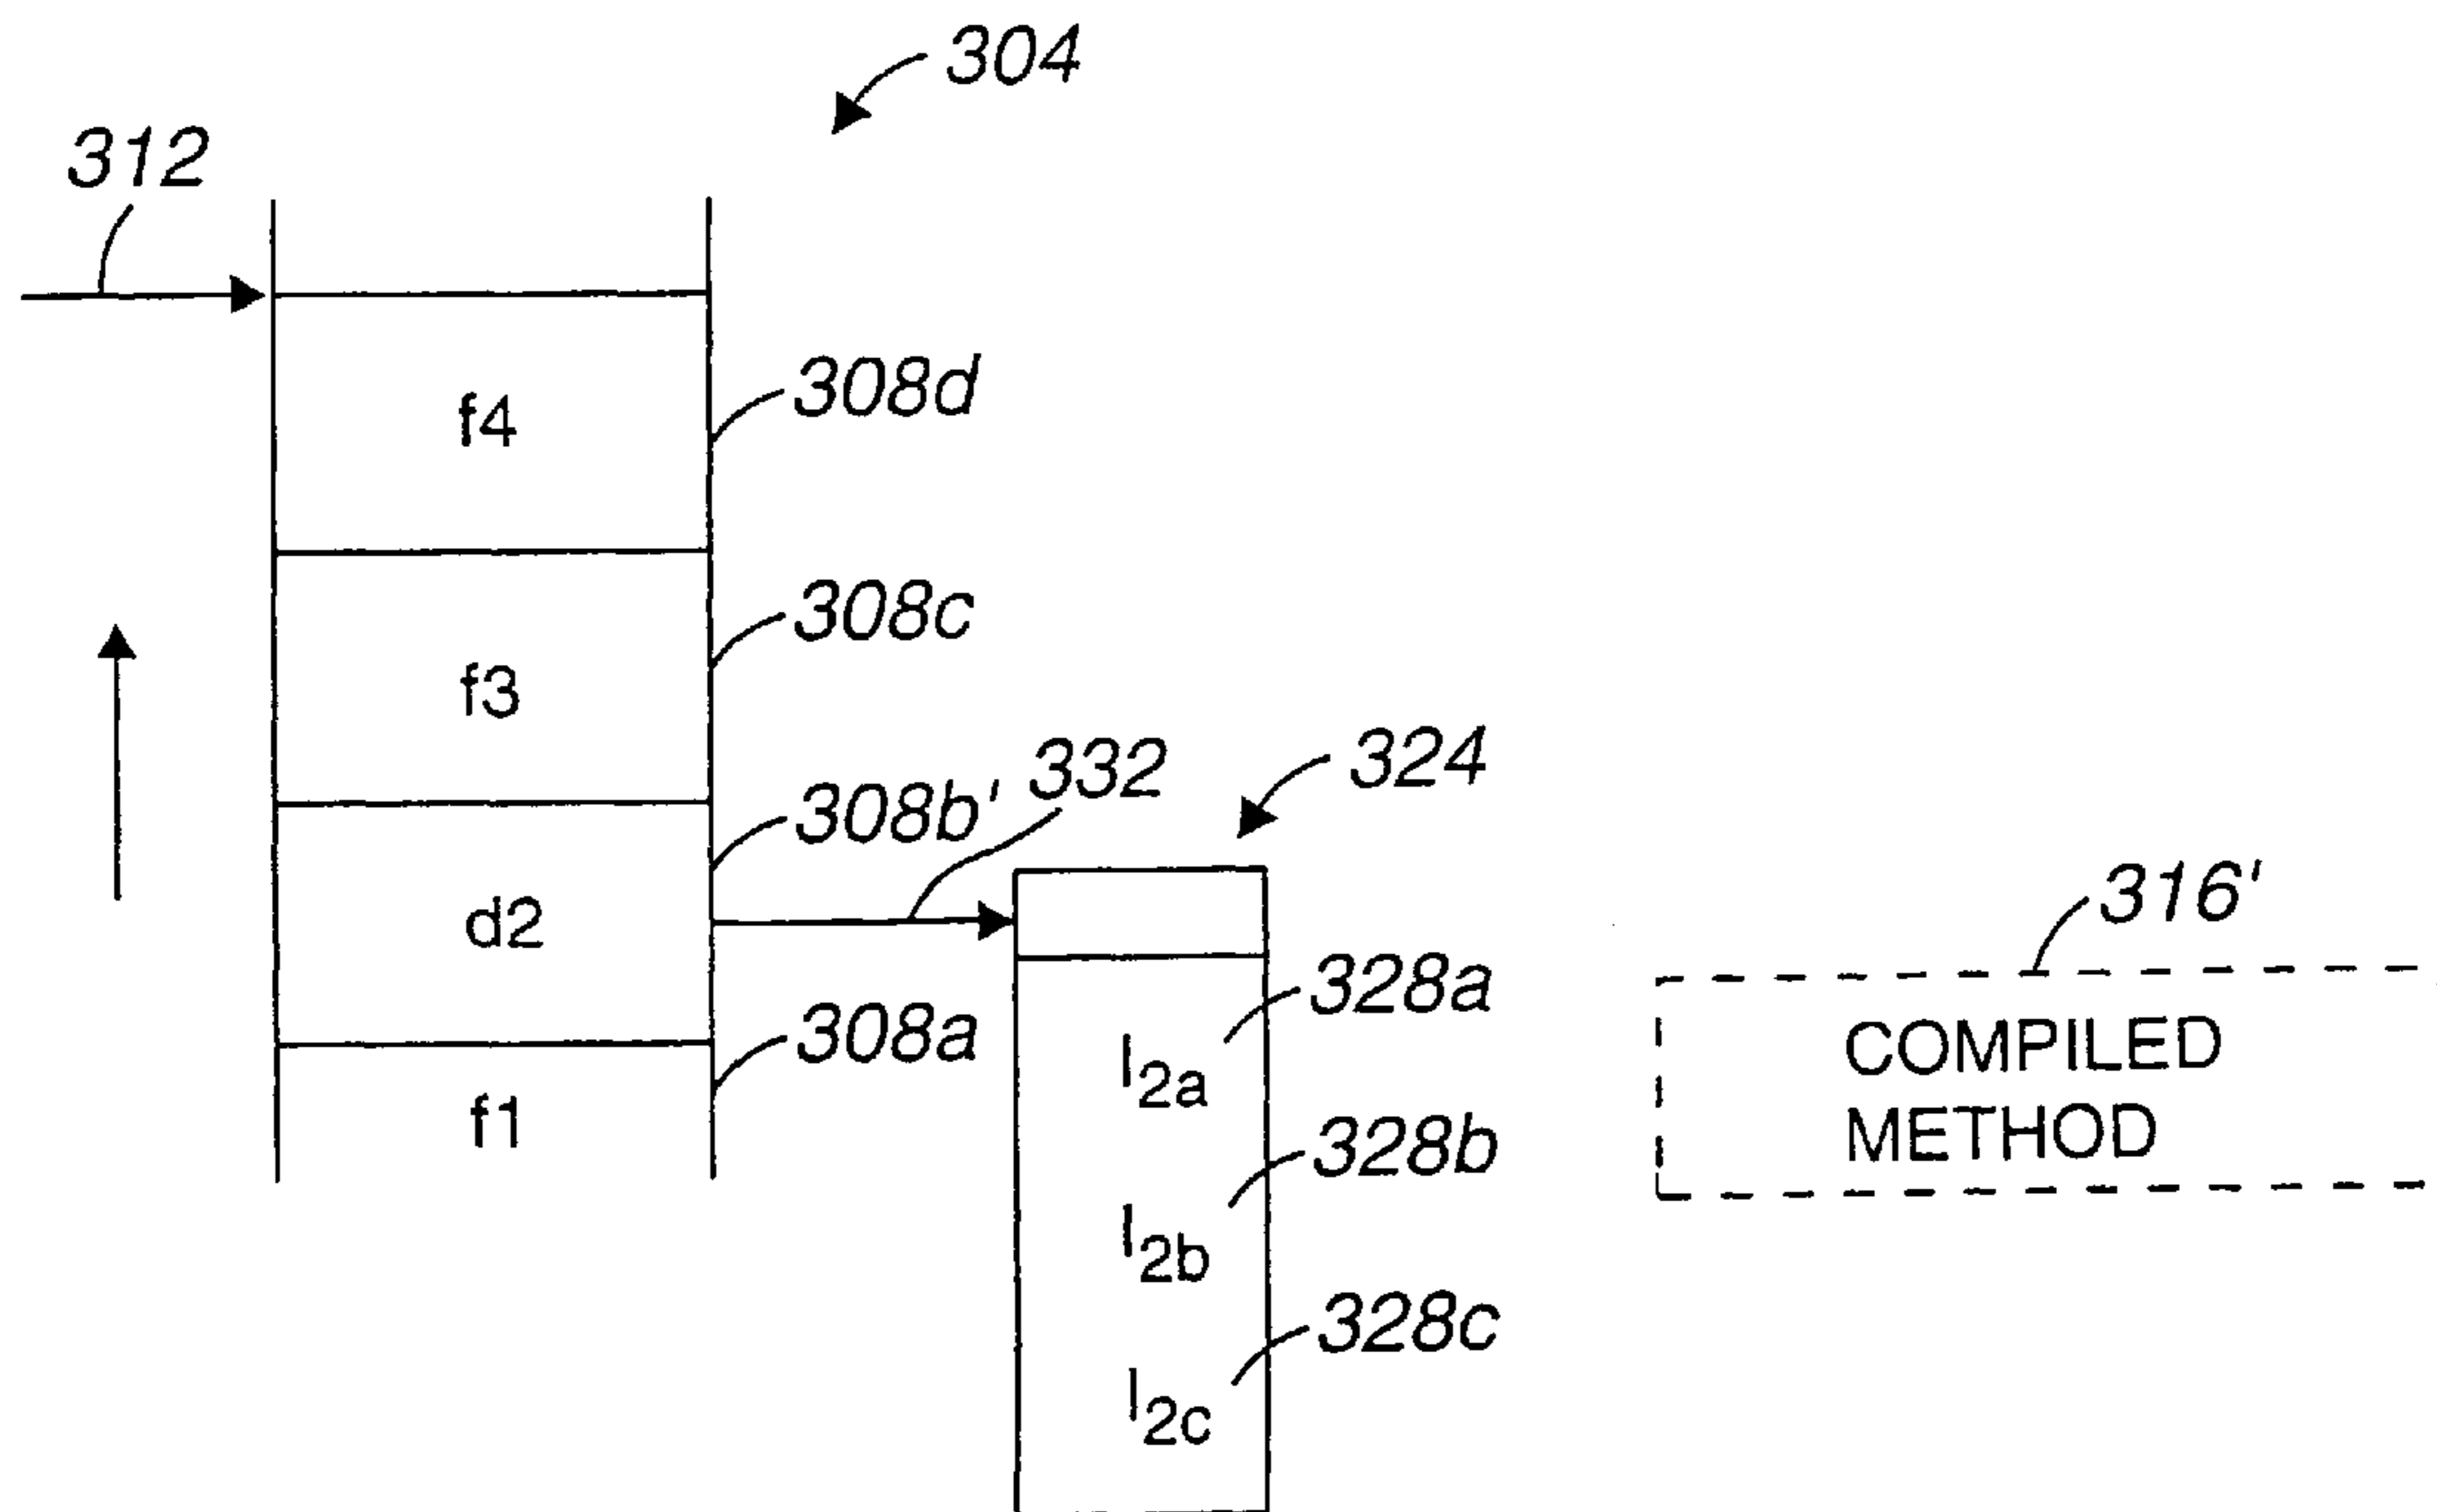 304
312
f4
308d
f3
308c
308b'
332
324
d2
316'
328a
308a
COMPILED
METHOD
I2a
f1
328b
I2b
328c
I2c